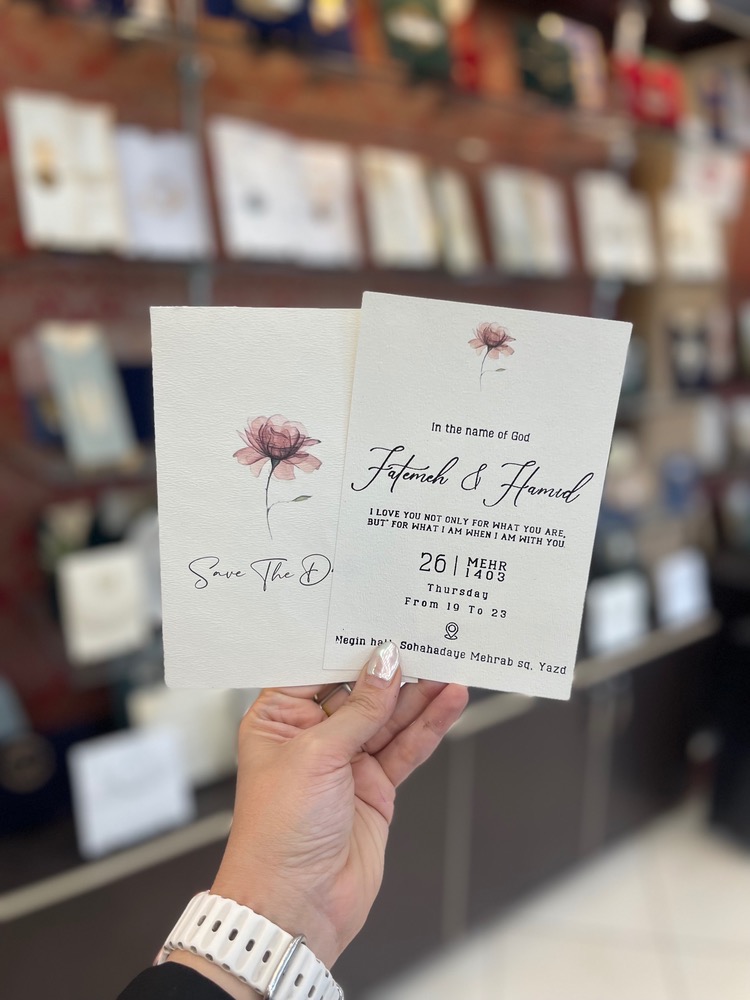 Save The D
In the name of God
Fatemeh & Hamid
I LOVE YOU NOT ONLY FOR WHAT YOU ARE,
BUT" FOR WHAT I AM WHEN I AM WITH YOU
26 | MEHR
1403
Thursday
From 19 To 23
Negin hall, Sohahadaye Mehrab sq. Yazd